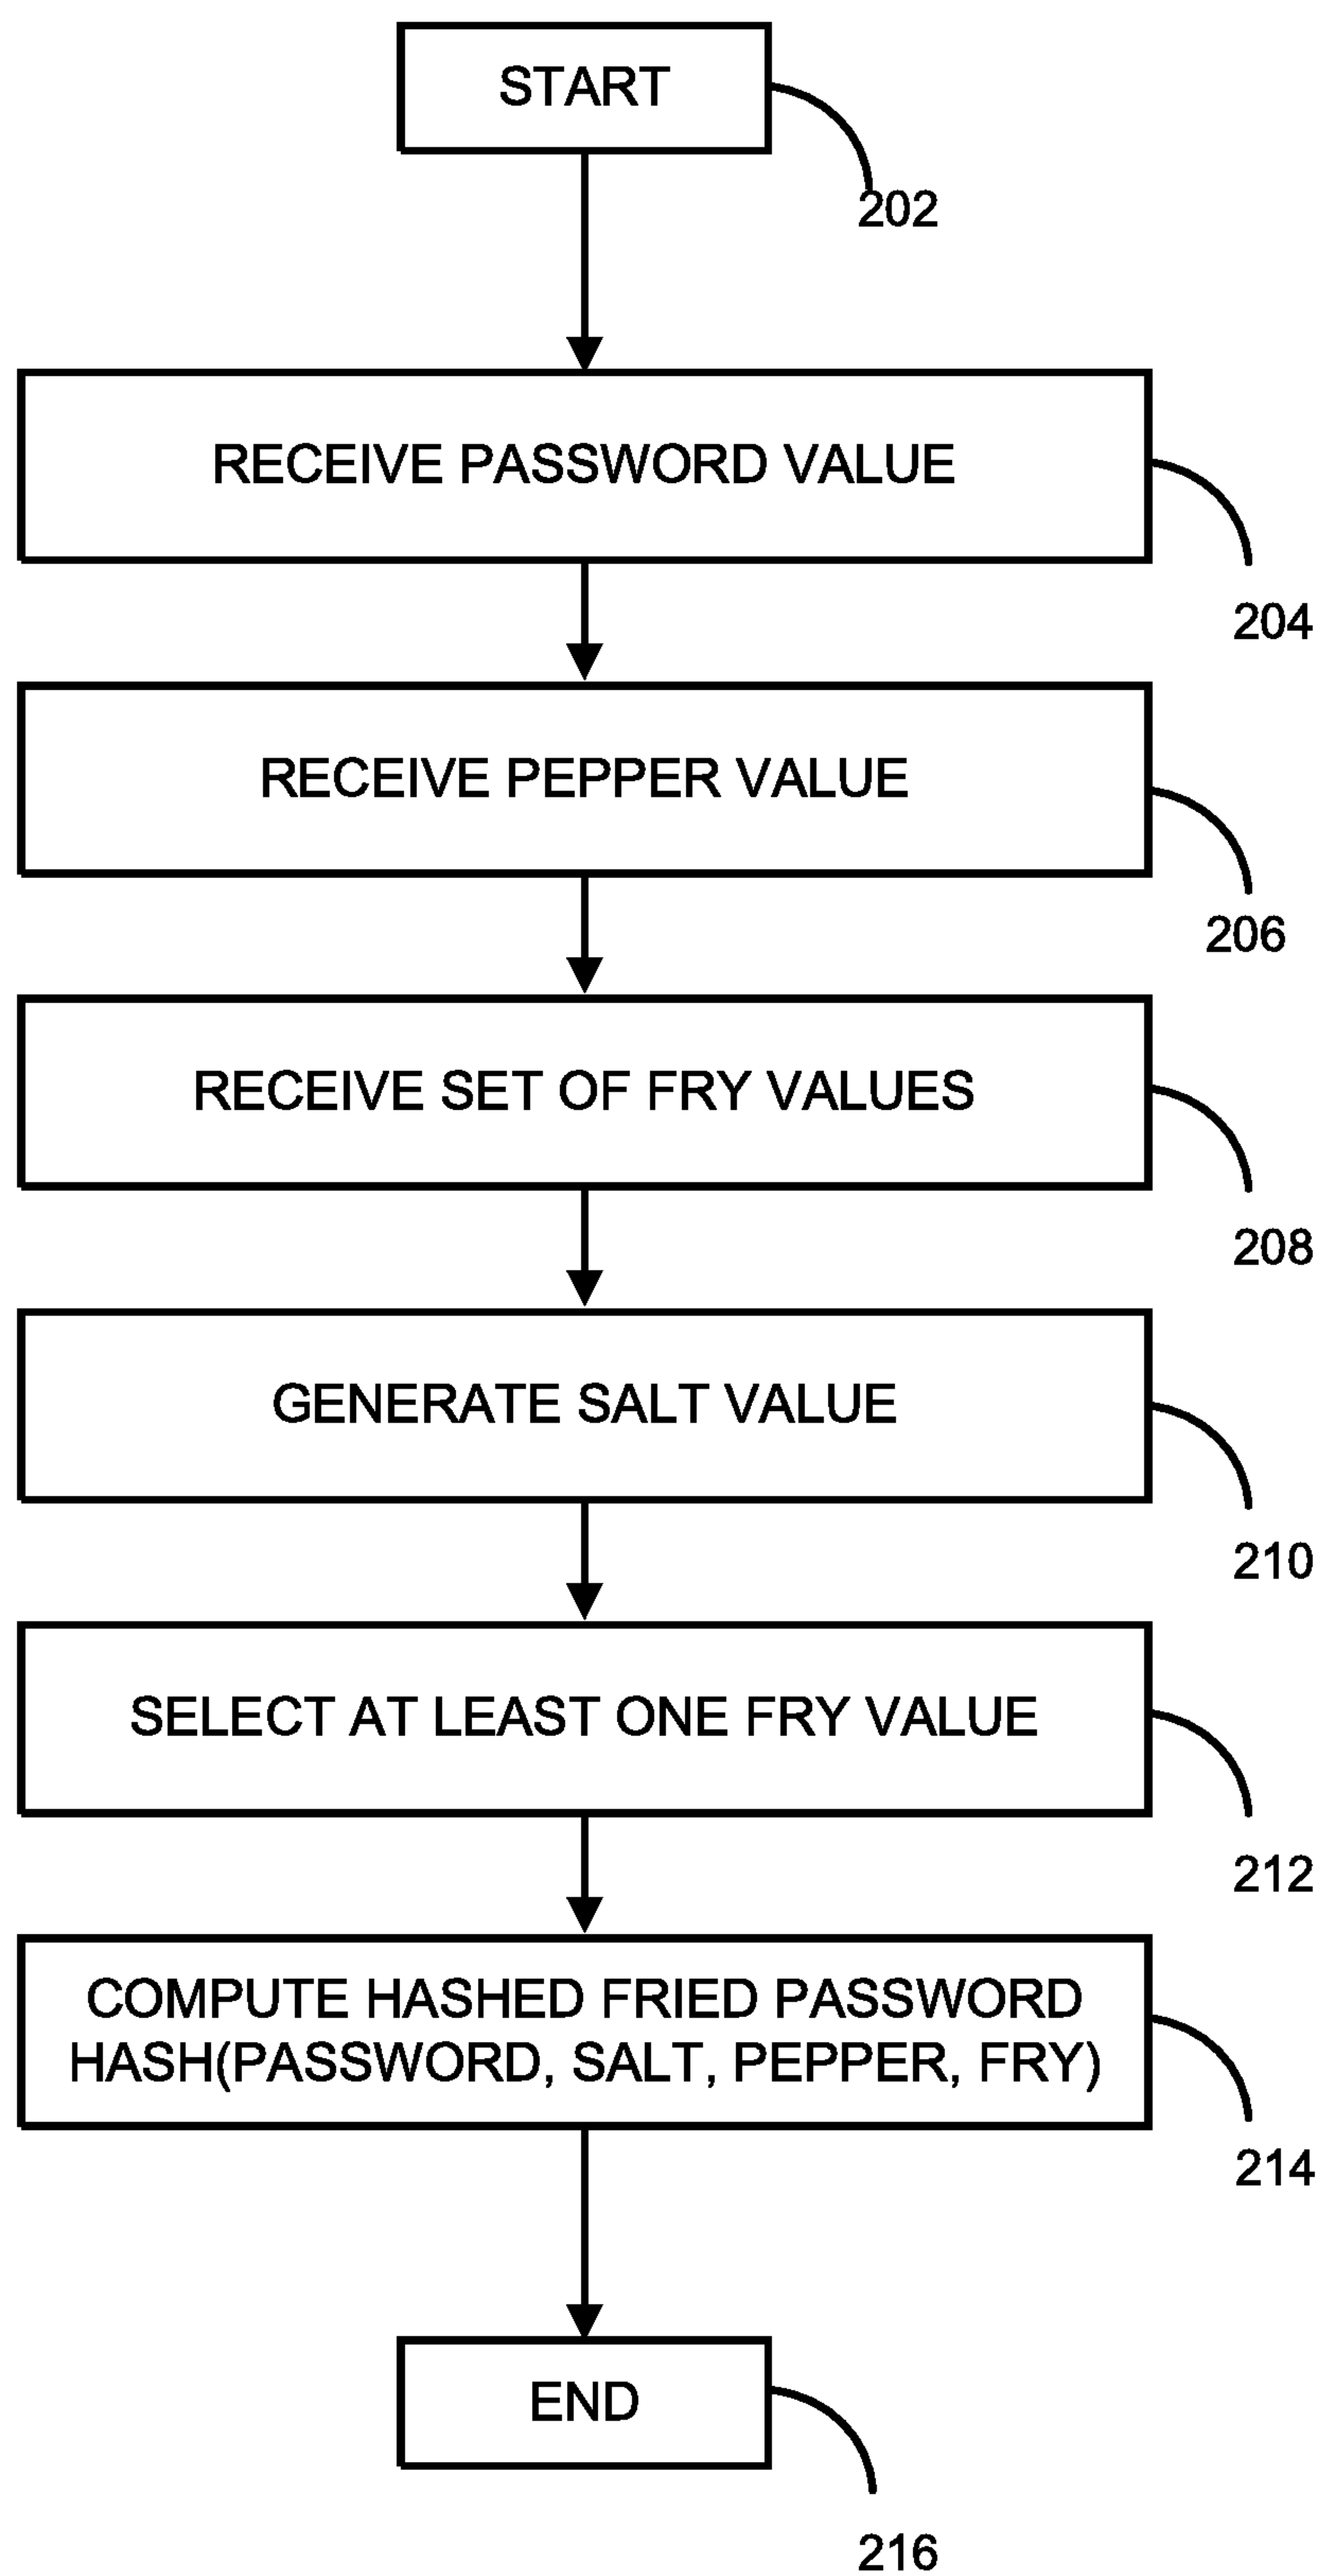 START
202
RECEIVE PASSWORD VALUE
204
RECEIVE PEPPER VALUE
206
RECEIVE SET OF FRY VALUES
208
GENERATE SALT VALUE
210
SELECT AT LEAST ONE FRY VALUE
212
COMPUTE HASHED FRIED PASSWORD
HASH(PASSWORD, SALT, PEPPER, FRY)
214
END
216